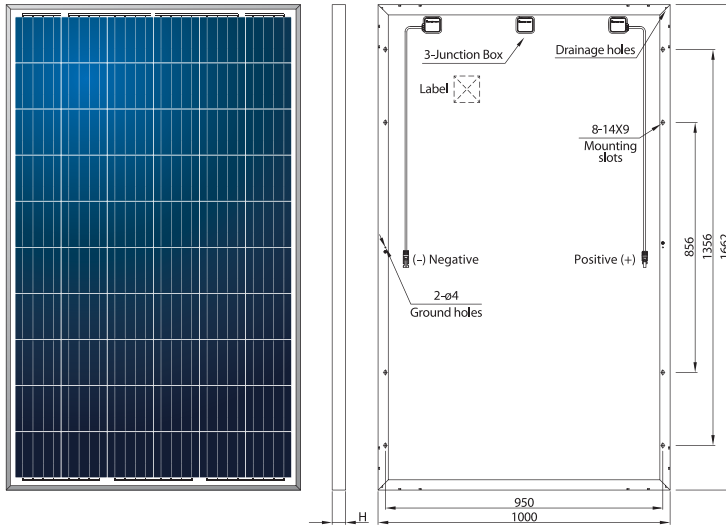 3-Junction Box
Drainage holes
Label
8-14X9
Mounting
slots
856
1356
1662
(-) Negative
Positive (+)
2-ø4
Ground holes
950
H
1000